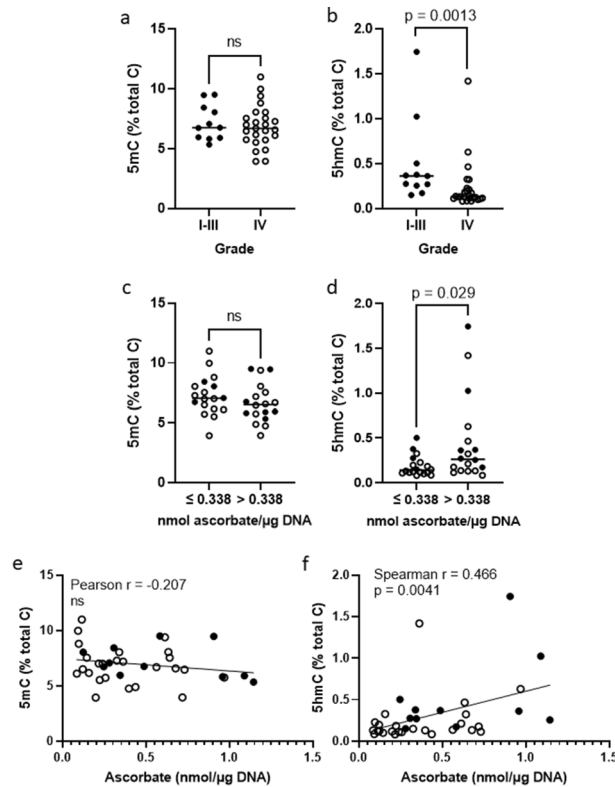 a
ns
15
10
5
0
5mC (% total C)
I-III
IV
Grade
b
p = 0.0013
2.0
1.5
1.0
0.5
0.0
5hmC (% total C)
I-III
IV
Grade
c
ns
15
10
5
0
5mC (% total C)
≤ 0.338 > 0.338
nmol ascorbate/µg DNA
d
p = 0.029
2.0
1.5
1.0
0.5
0.0
5hmC (% total C)
≤ 0.338 > 0.338
nmol ascorbate/µg DNA
e
Pearson r = -0.207
ns
15
10
5
0
5mC (% total C)
0.0 0.5 1.0 1.5
Ascorbate (nmol/µg DNA)
f
Spearman r = 0.466
p = 0.0041
2.0
1.5
1.0
0.5
0.0
5hmC (% total C)
0.0 0.5 1.0 1.5
Ascorbate (nmol/µg DNA)